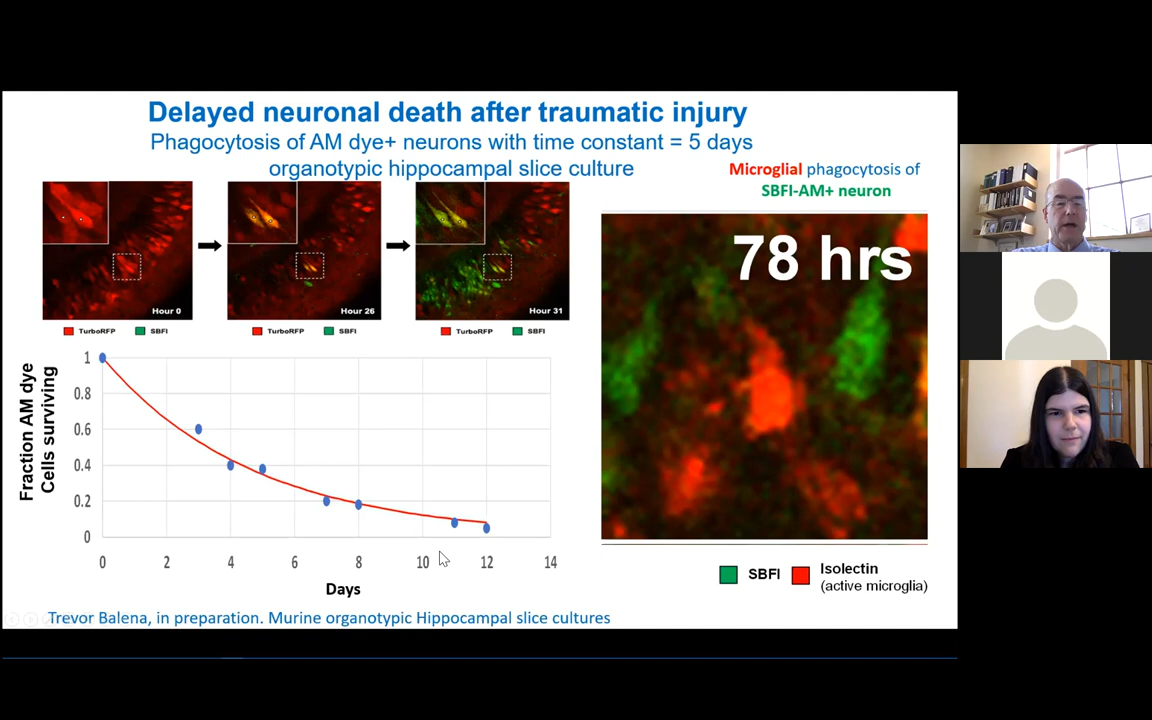 Delayed neuronal death after traumatic injury
Phagocytosis of AM dye+ neurons with time constant = 5 days
organotypic hippocampal slice culture
Microglial phagocytosis of
SBFI-AM+ neuron
Hour 0
Hour 26
Hour 31
TurboRFP SBFI
TurboRFP SBFI
TurboRFP SBFI
78 hrs
Fraction AM dye
Cells surviving
1
0.8
0.6
0.4
0.2
0
0 2 4 6 8 10 12 14
Days
SBFI
Isolectin
(active microglia)
Trevor Balena, in preparation. Murine organotypic Hippocampal slice cultures